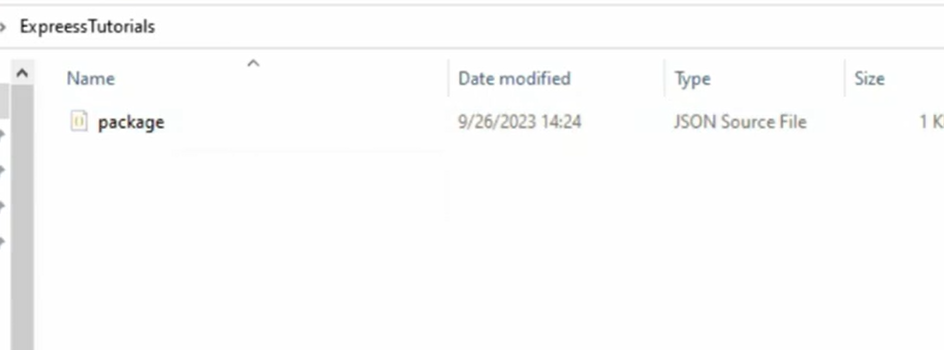 ExpreessTutorials
Name Date modified Type Size
package 9/26/2023 14:24 JSON Source File 1 K